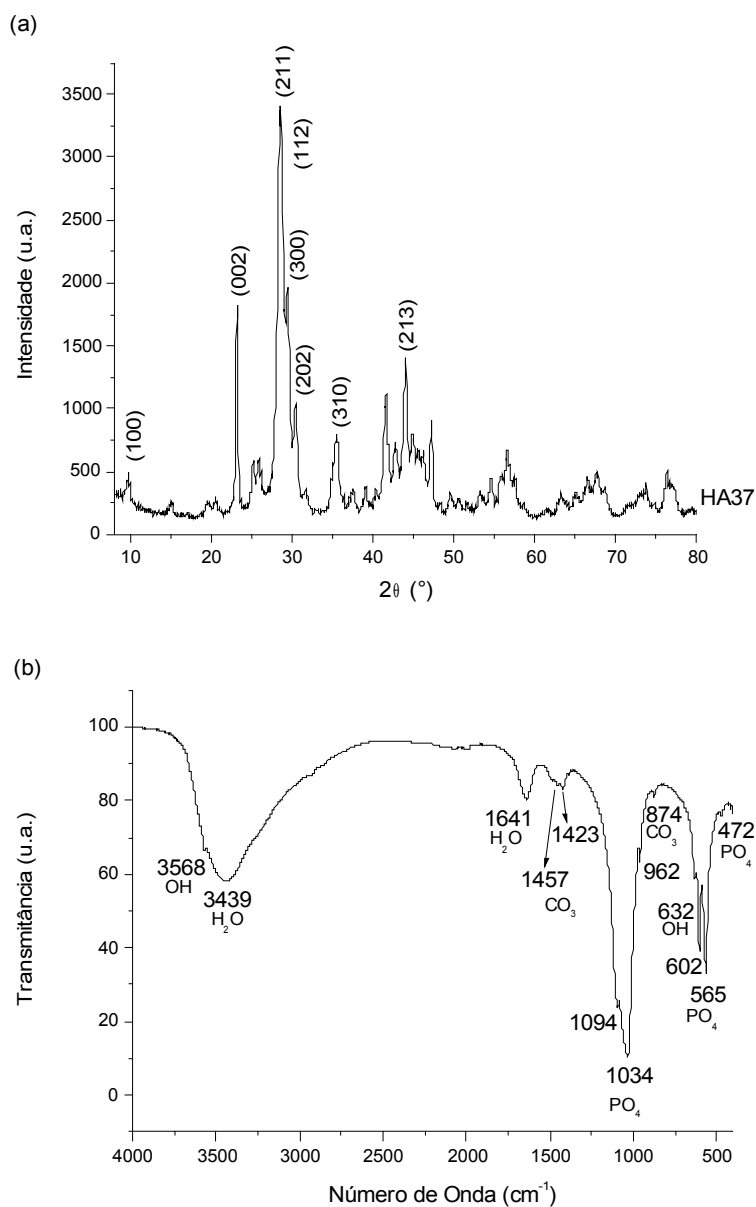 (a)
Intensidade (u.a.)
3500
3000
2500
2000
1500
1000
500
0
(100)
(002)
(211)
(112)
(300)
(202)
(310)
(213)
HA37
10 20 30 40 50 60 70 80
2θ (°)
(b)
Transmitância (u.a.)
100
80
60
40
20
0
3568
OH
3439
H₂O
1641
H₂O
1457
1423
CO₃
1094
1034
PO₄
874
CO₃
962
632
OH
602
565
PO₄
472
PO₄
4000 3500 3000 2500 2000 1500 1000 500
Número de Onda (cm⁻¹)